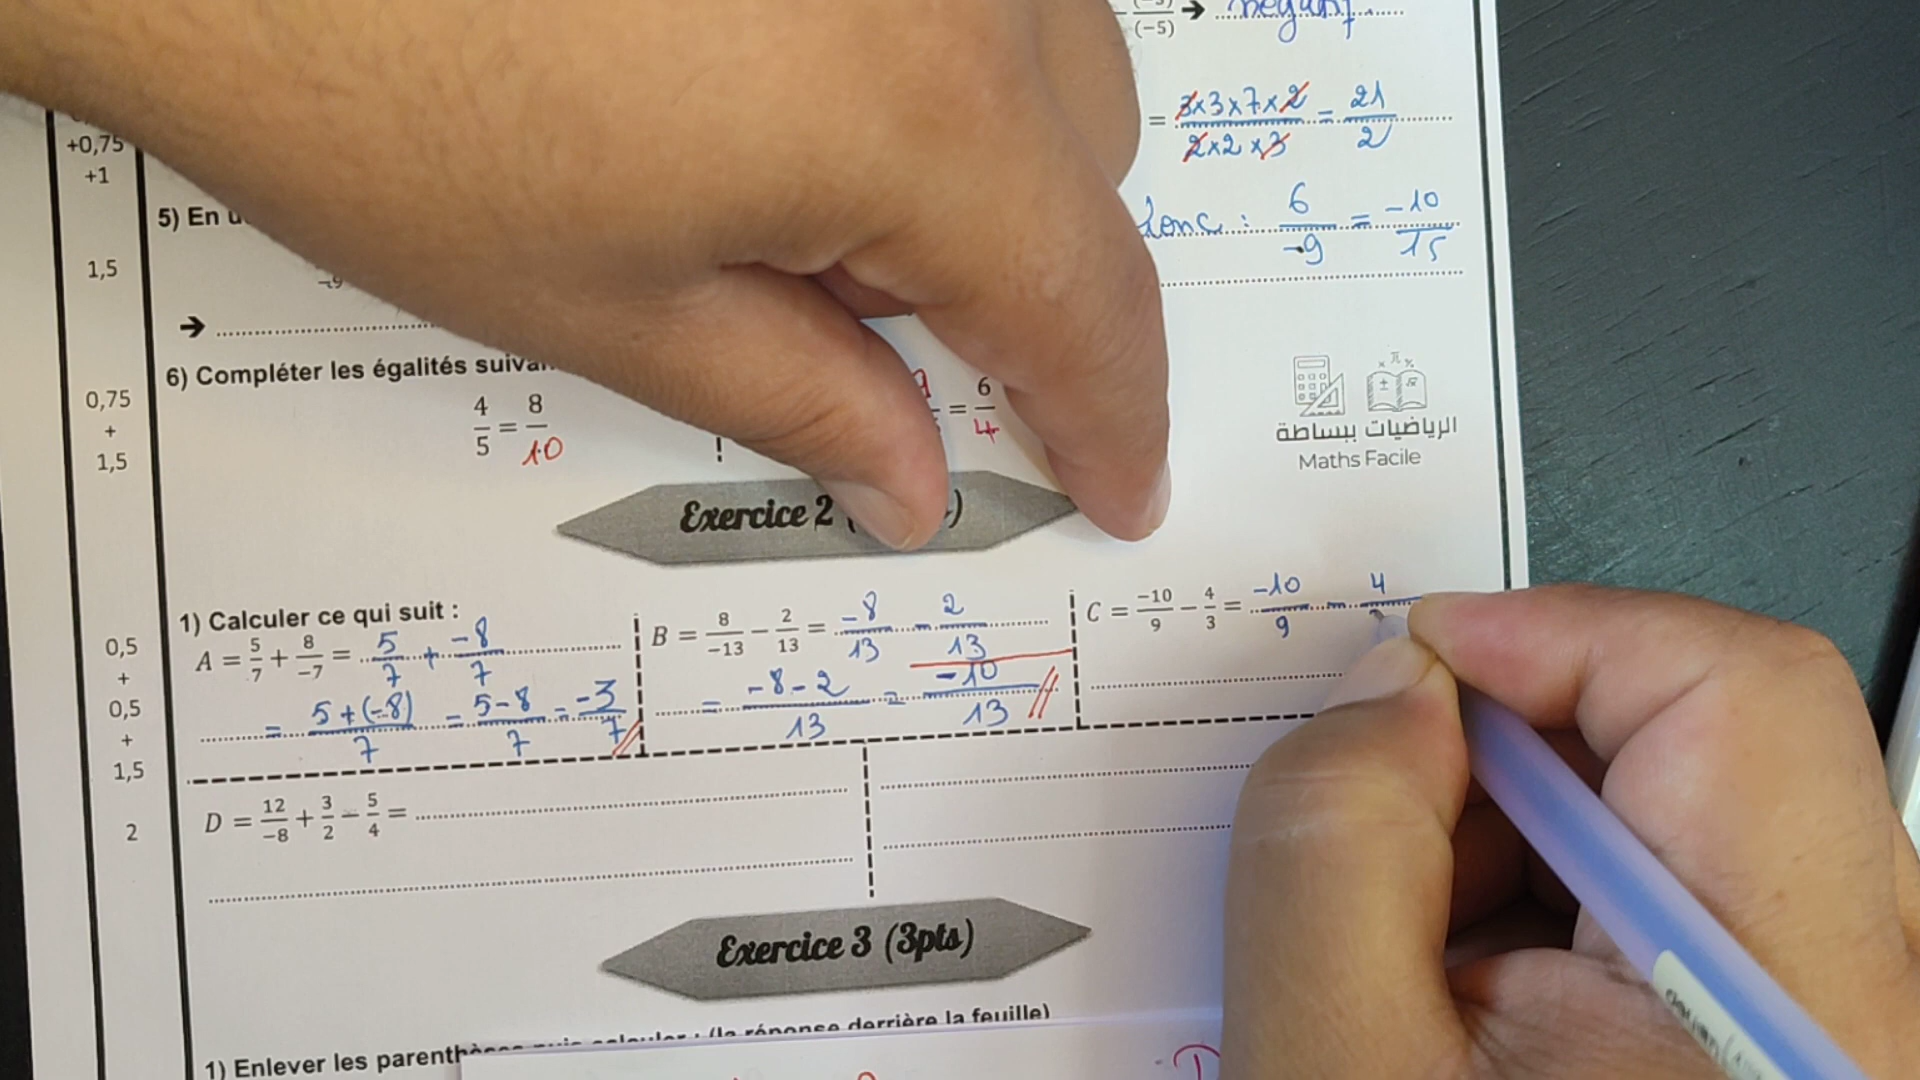 (-5) → négatif
+0,75
+1
= 3×3×7×2 / 2×2×3 = 21 / 2
5) En
Donc : 6 / -9 = -10 / 15
1,5
-9
→
6) Compléter les égalités
4/5 = 8/10
= 6/4
0,75
+
1,5
الرياضيات ببساطة
Maths Facile
Exercice 2
1) Calculer ce qui suit :
A = 5/7 + 8/-7 = 5/7 + -8/7
= 5+(-8) / 7 = 5-8 / 7 = -3/7
B = 8/-13 - 2/13 = -8/13 - 2/13
= -8-2 / 13 = -10/13
C = -10/9 - 4/3 = -10/9 - 4
0,5
+
0,5
+
1,5
2
D = 12/-8 + 3/2 - 5/4 =
Exercice 3 (3pts)
1) Enlever les parenthèses puis calculer : (la réponse derrière la feuille)